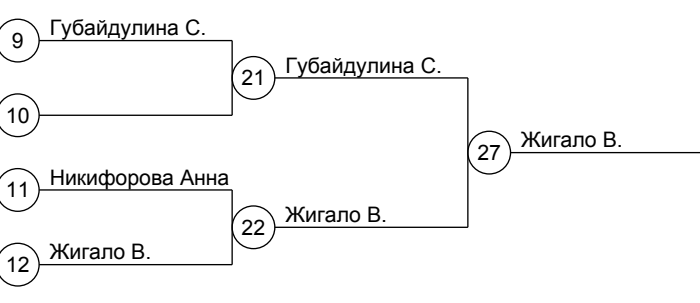 9 Губайдулина С.
21 Губайдулина С.
10
27 Жигало В.
11 Никифорова Анна
22 Жигало В.
12 Жигало В.